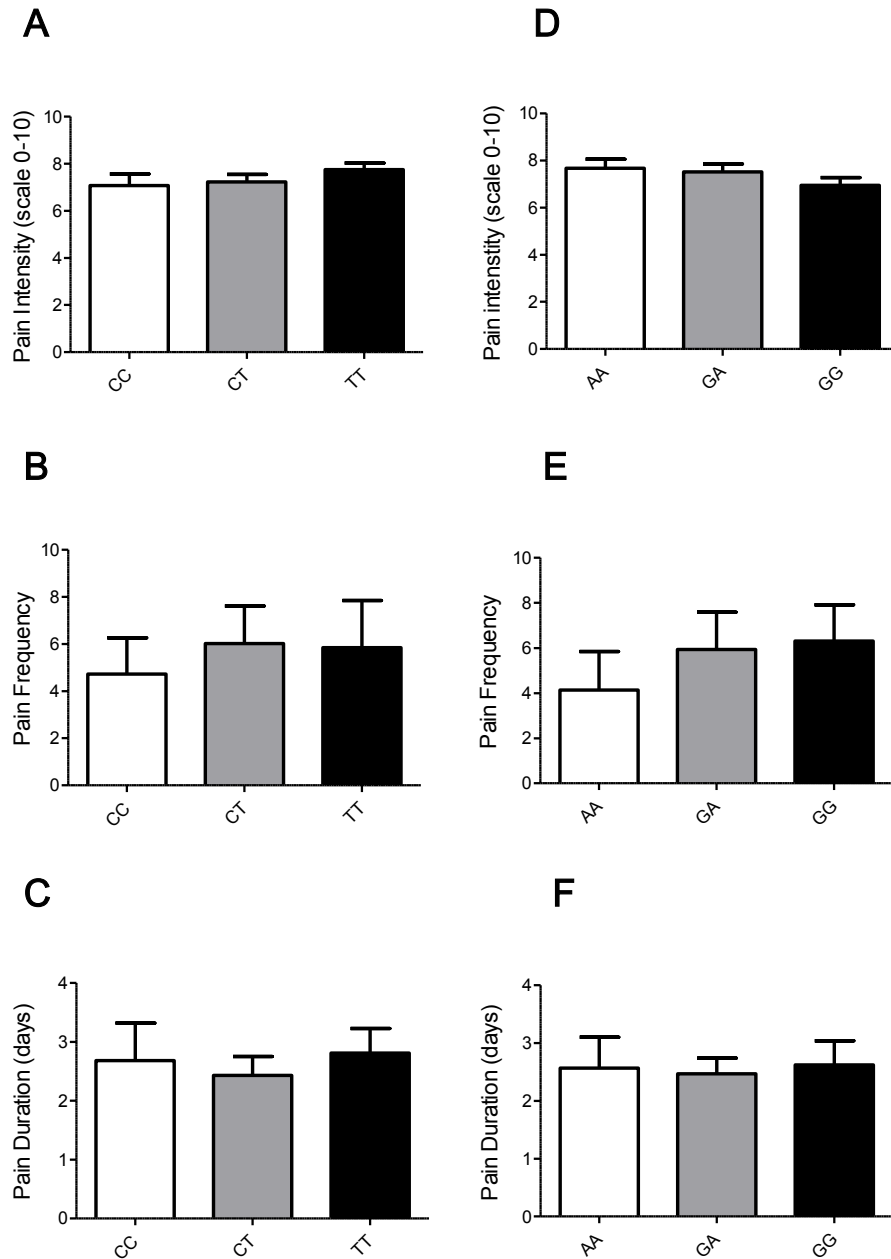 A
Pain Intensity (scale 0-10)
10
8
6
4
2
0
CC
CT
TT
D
Pain intenstity (scale 0-10)
10
8
6
4
2
0
AA
GA
GG
B
Pain Frequency
10
8
6
4
2
0
CC
CT
TT
E
Pain Frequency
10
8
6
4
2
0
AA
GA
GG
C
Pain Duration (days)
4
3
2
1
0
CC
CT
TT
F
Pain Duration (days)
4
3
2
1
0
AA
GA
GG